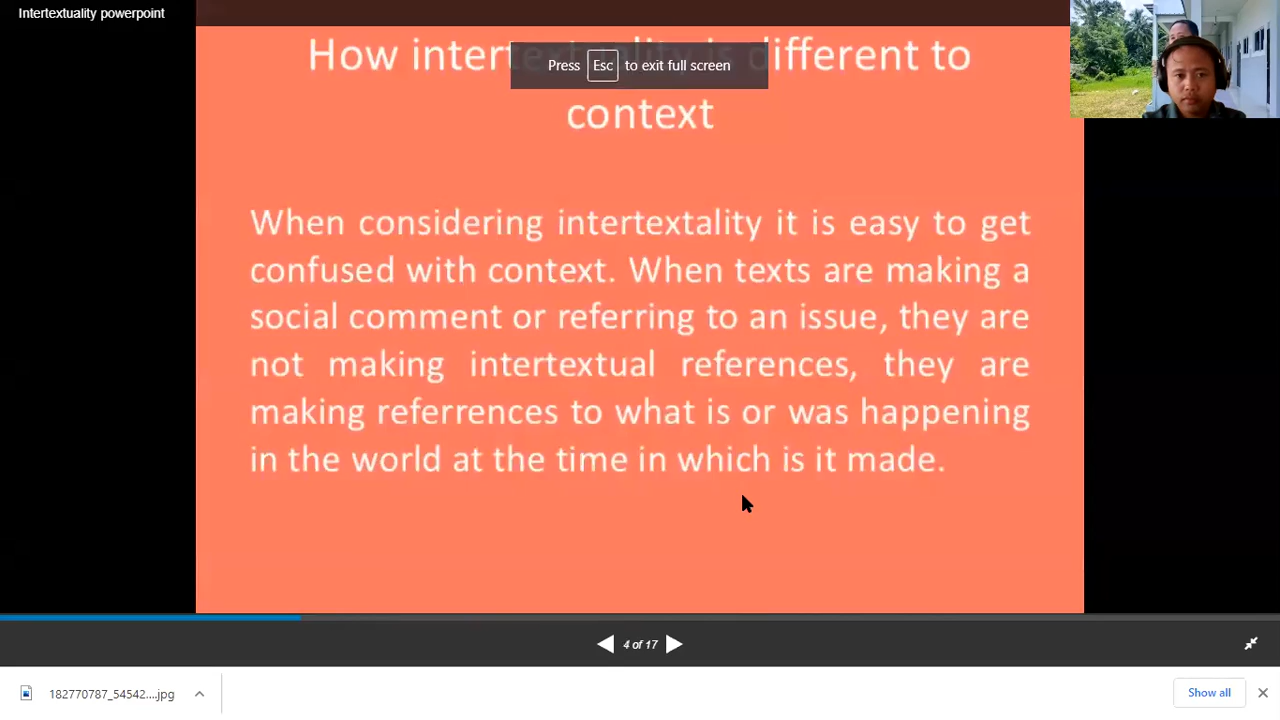 Intertextuality powerpoint
How intertextuality is different to
context
Press Esc to exit full screen
When considering intertextality it is easy to get
confused with context. When texts are making a
social comment or referring to an issue, they are
not making intertextual references, they are
making referrences to what is or was happening
in the world at the time in which is it made.
4 of 17
182770787_54542....jpg
Show all